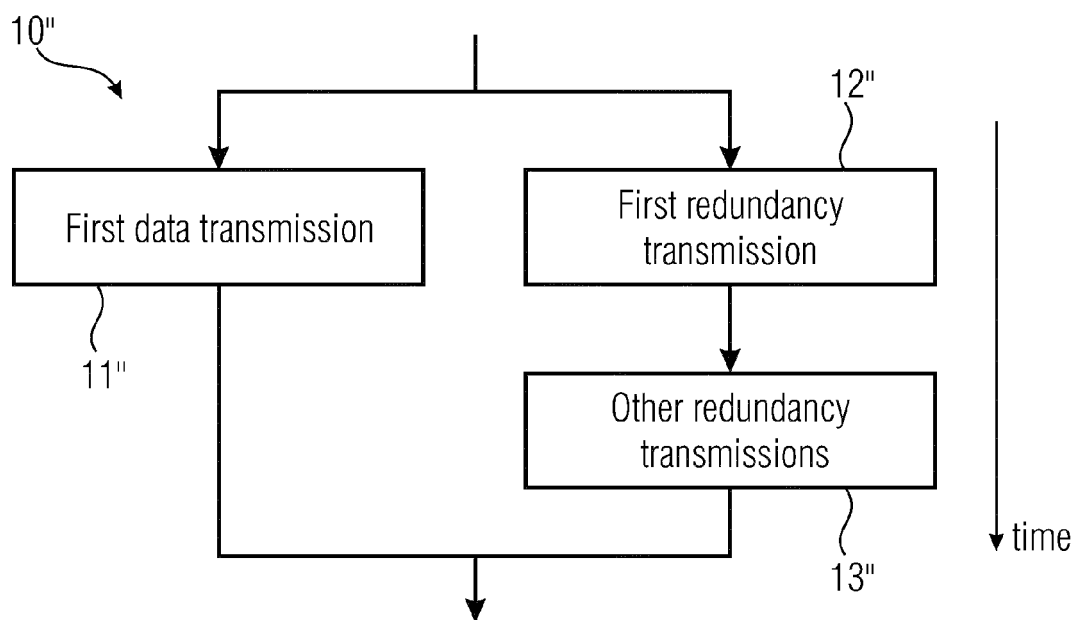 10"
12"
First data transmission
First redundancy
transmission
11"
Other redundancy
transmissions
time
13"